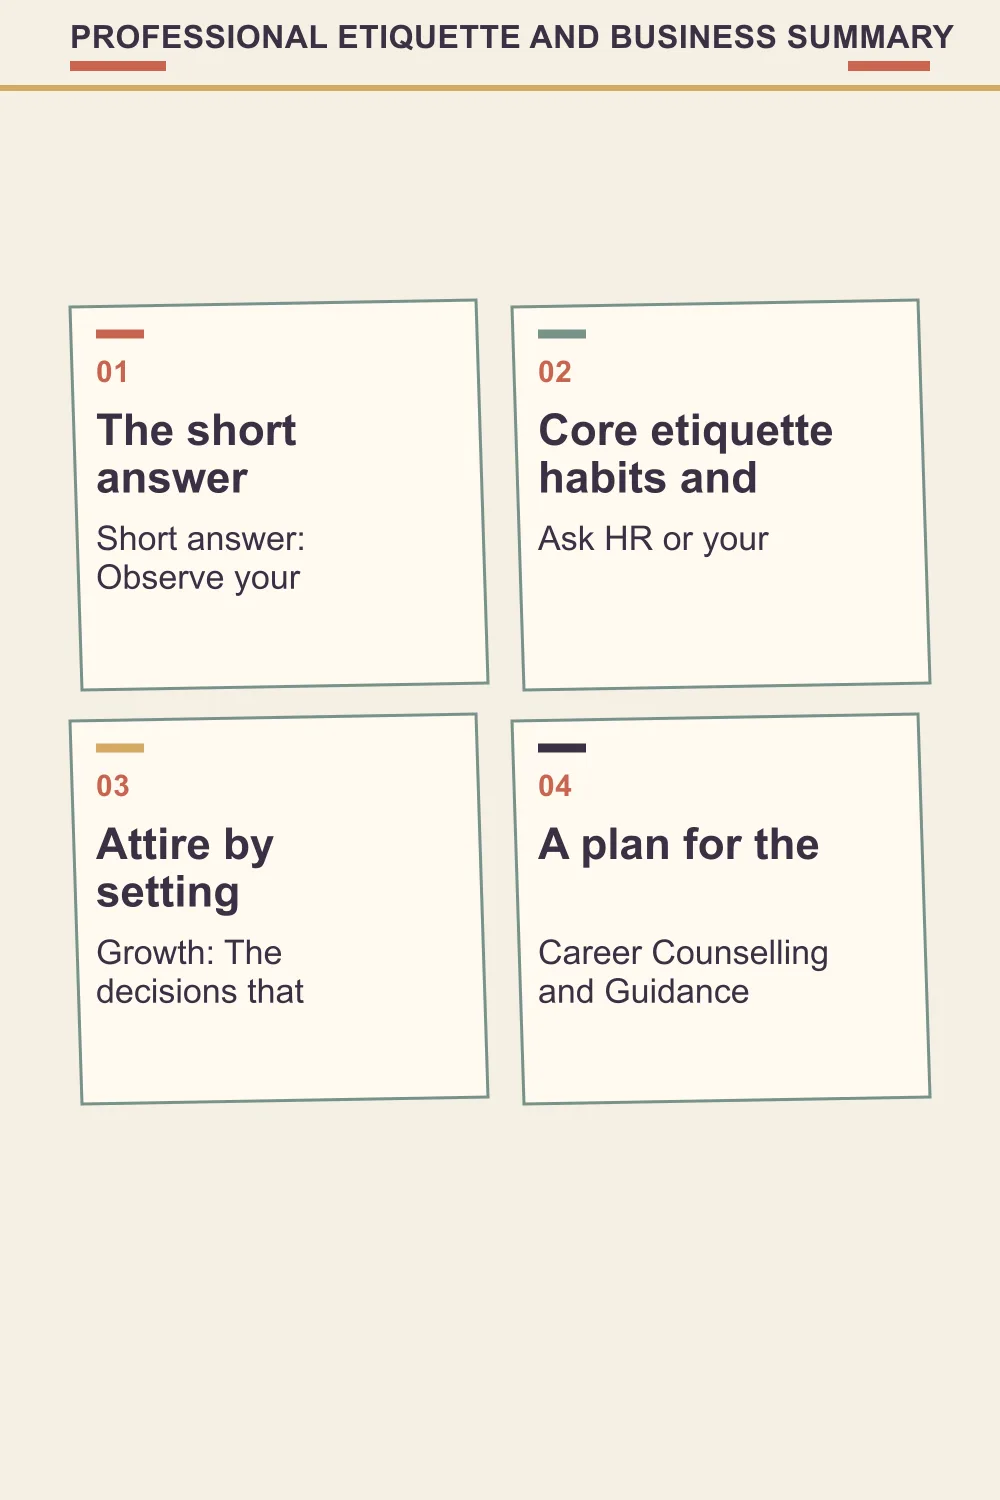 PROFESSIONAL ETIQUETTE AND BUSINESS SUMMARY
01
The short
answer
Short answer:
Observe your
02
Core etiquette
habits and
Ask HR or your
03
Attire by
setting
Growth: The
decisions that
04
A plan for the
Career Counselling
and Guidance